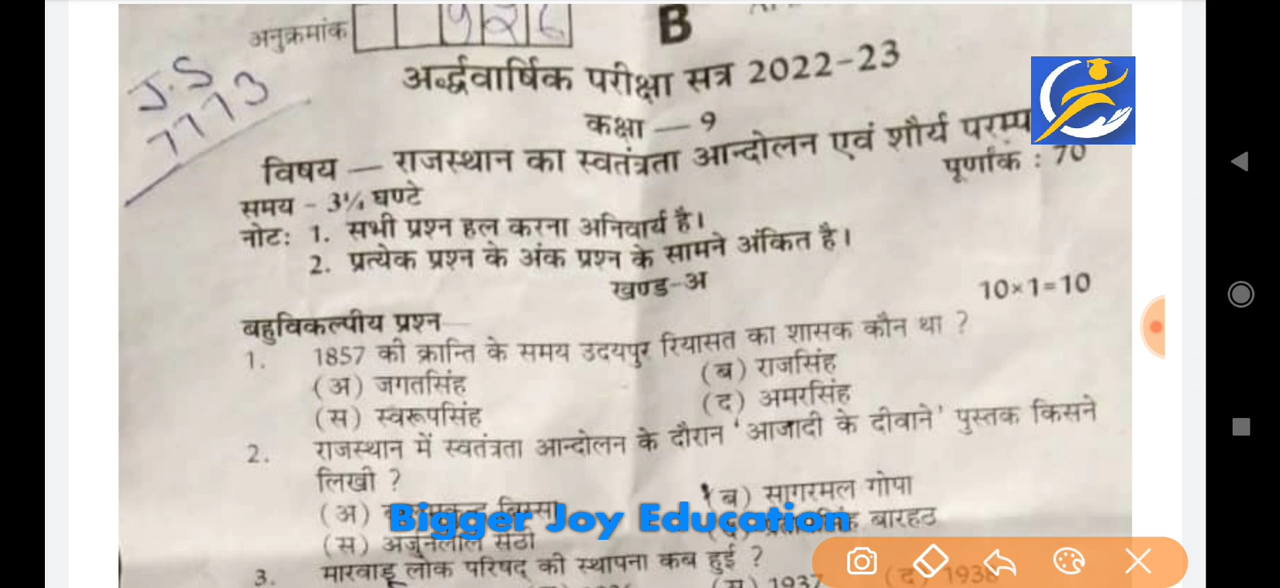 अनुक्रमांक 926
B
J.S
7773
अर्द्धवार्षिक परीक्षा सत्र 2022-23
कक्षा — 9
विषय — राजस्थान का स्वतंत्रता आन्दोलन एवं शौर्य परम्प
समय - 3¼ घण्टे पूर्णांक : 70
नोटः 1. सभी प्रश्न हल करना अनिवार्य है।
2. प्रत्येक प्रश्न के अंक प्रश्न के सामने अंकित है।
खण्ड-अ
बहुविकल्पीय प्रश्न— 10×1=10
1. 1857 की क्रान्ति के समय उदयपुर रियासत का शासक कौन था ?
(अ) जगतसिंह (ब) राजसिंह
(स) स्वरूपसिंह (द) अमरसिंह
2. राजस्थान में स्वतंत्रता आन्दोलन के दौरान 'आजादी के दीवाने' पुस्तक किसने
लिखी ?
(अ) (ब) सागरमल गोपा
Bigger Joy Education
(स) अर्जुनलाल सेठी बारहठ
3. मारवाड़ लोक परिषद की स्थापना कब हुई ?
1937 (द) 1938